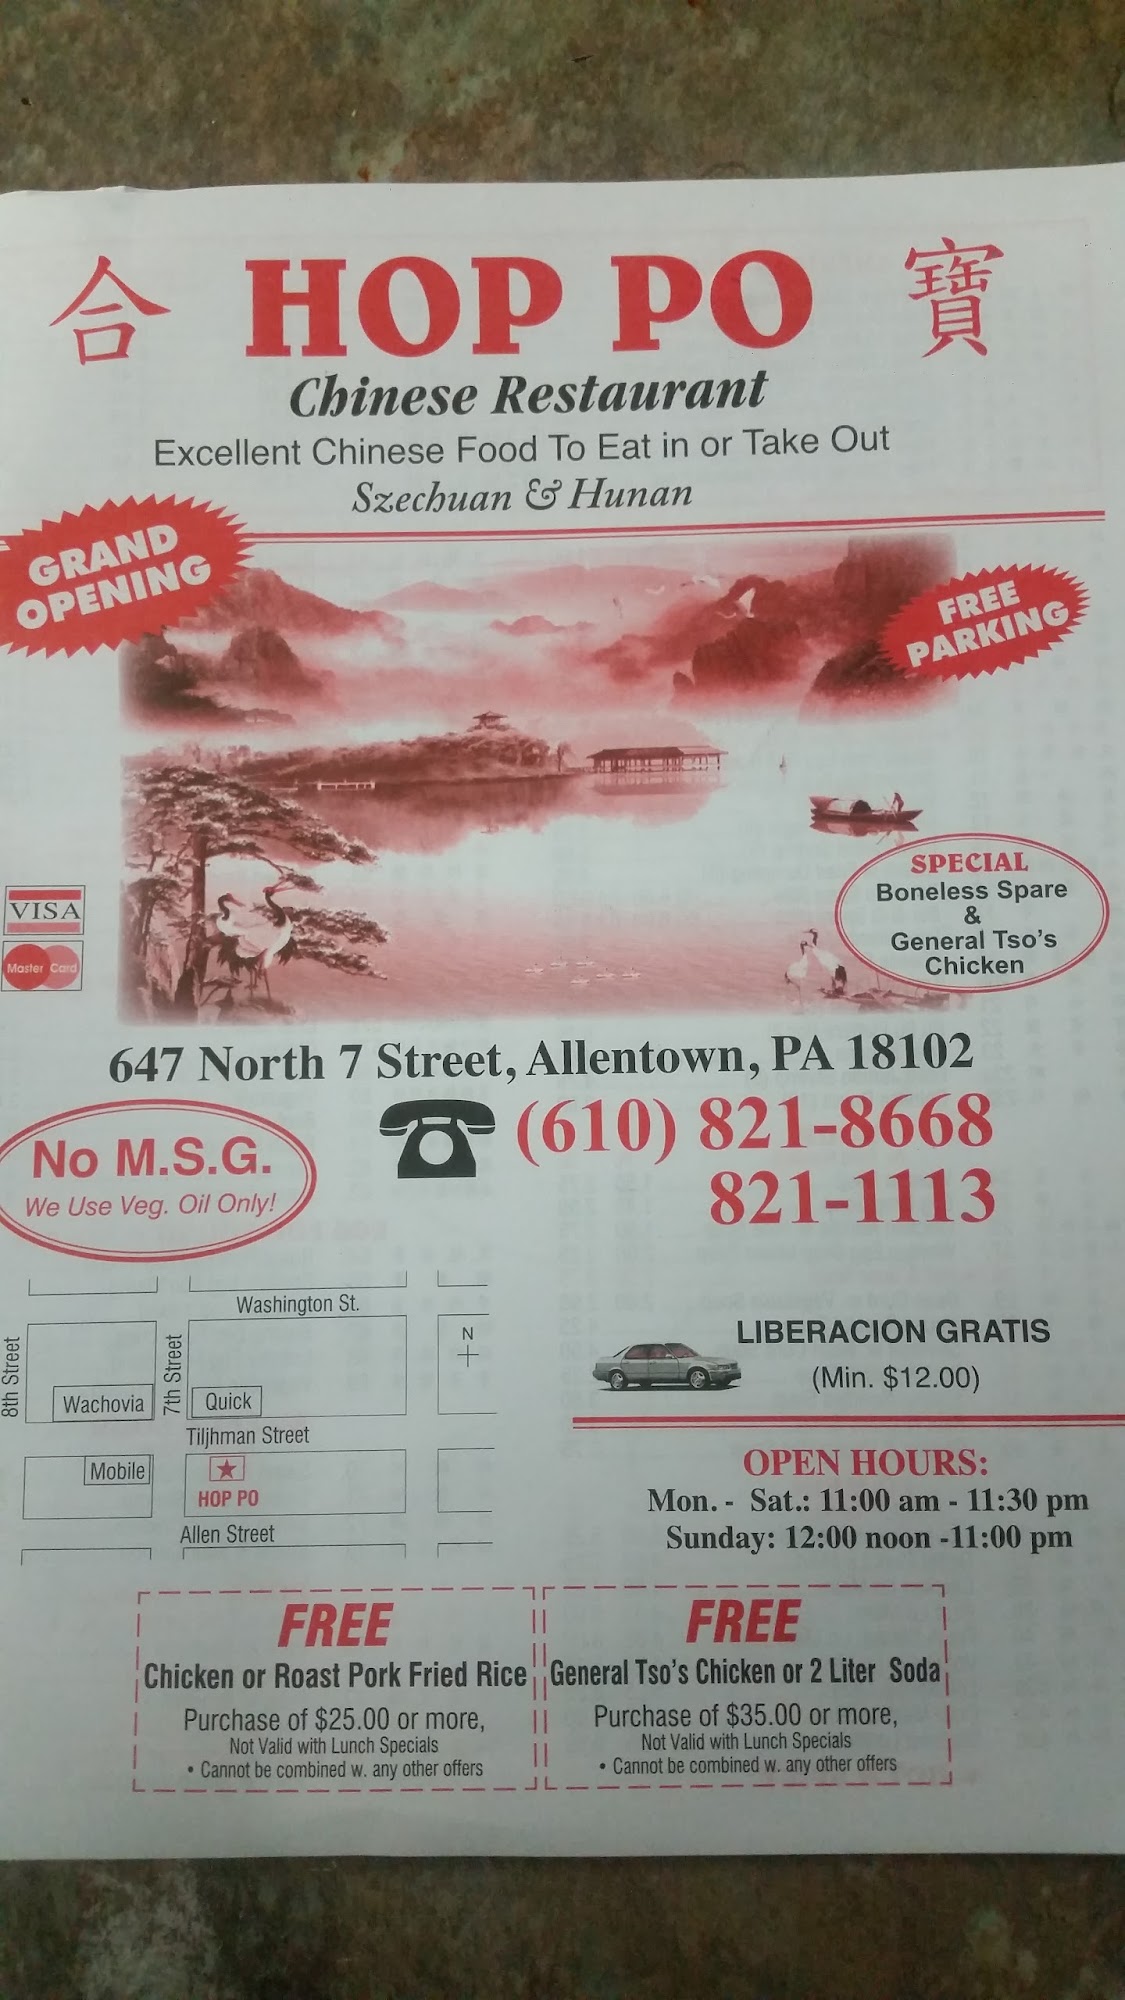 合 HOP PO 寶
Chinese Restaurant
Excellent Chinese Food To Eat in or Take Out
Szechuan & Hunan
GRAND
OPENING
FREE
PARKING
SPECIAL
Boneless Spare
&
General Tso's
Chicken
VISA
Master Card
647 North 7 Street, Allentown, PA 18102
(610) 821-8668
821-1113
No M.S.G.
We Use Veg. Oil Only!
Washington St.
8th Street
7th Street
N
Wachovia
Quick
Tiljhman Street
Mobile
HOP PO
Allen Street
LIBERACION GRATIS
(Min. $12.00)
OPEN HOURS:
Mon. - Sat.: 11:00 am - 11:30 pm
Sunday: 12:00 noon -11:00 pm
FREE
Chicken or Roast Pork Fried Rice
Purchase of $25.00 or more,
Not Valid with Lunch Specials
• Cannot be combined w. any other offers
FREE
General Tso's Chicken or 2 Liter Soda
Purchase of $35.00 or more,
Not Valid with Lunch Specials
• Cannot be combined w. any other offers